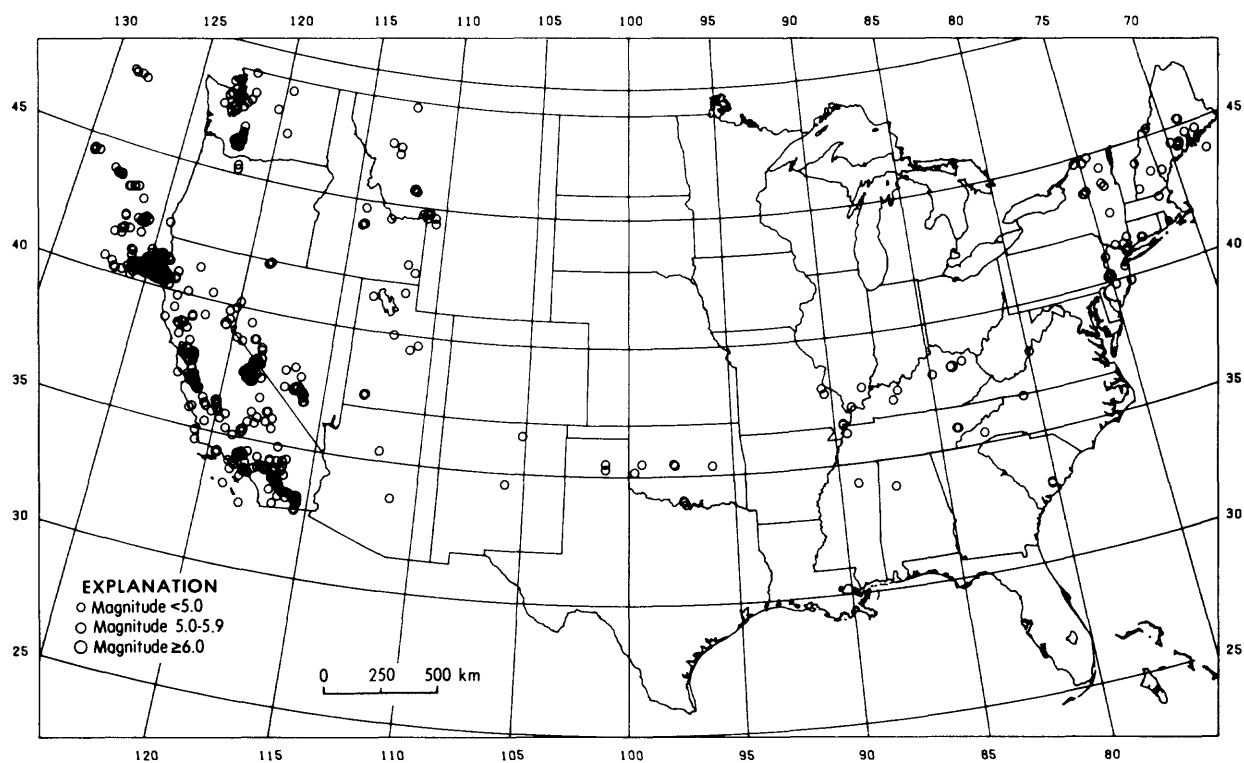 130 125 120 115 110 105 100 95 90 85 80 75 70
45 45
40 40
35 35
30 30
25 25
EXPLANATION
Magnitude <5.0
Magnitude 5.0-5.9
Magnitude ≥6.0
0 250 500 km
120 115 110 105 100 95 90 85 80